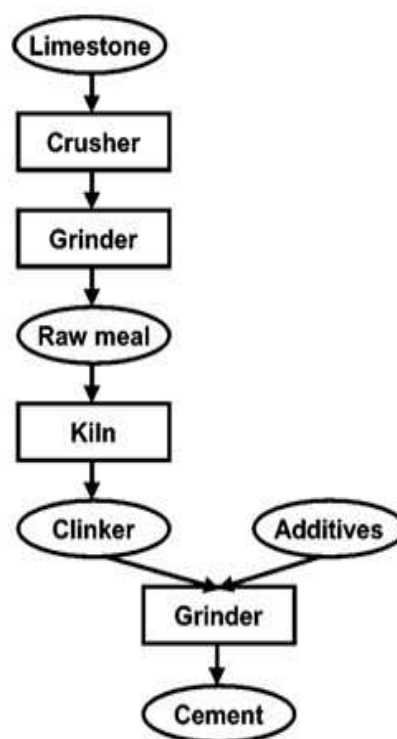 Limestone
Crusher
Grinder
Raw meal
Kiln
Clinker
Additives
Grinder
Cement